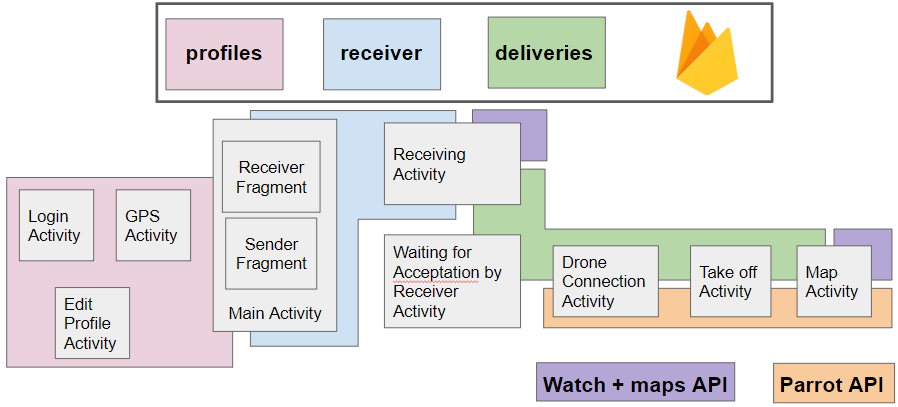 profiles
receiver
deliveries
Login
Activity
GPS
Activity
Edit
Profile
Activity
Receiver
Fragment
Sender
Fragment
Main Activity
Receiving
Activity
Waiting for
Acceptation by
Receiver
Activity
Drone
Connection
Activity
Take off
Activity
Map
Activity
Watch + maps API
Parrot API